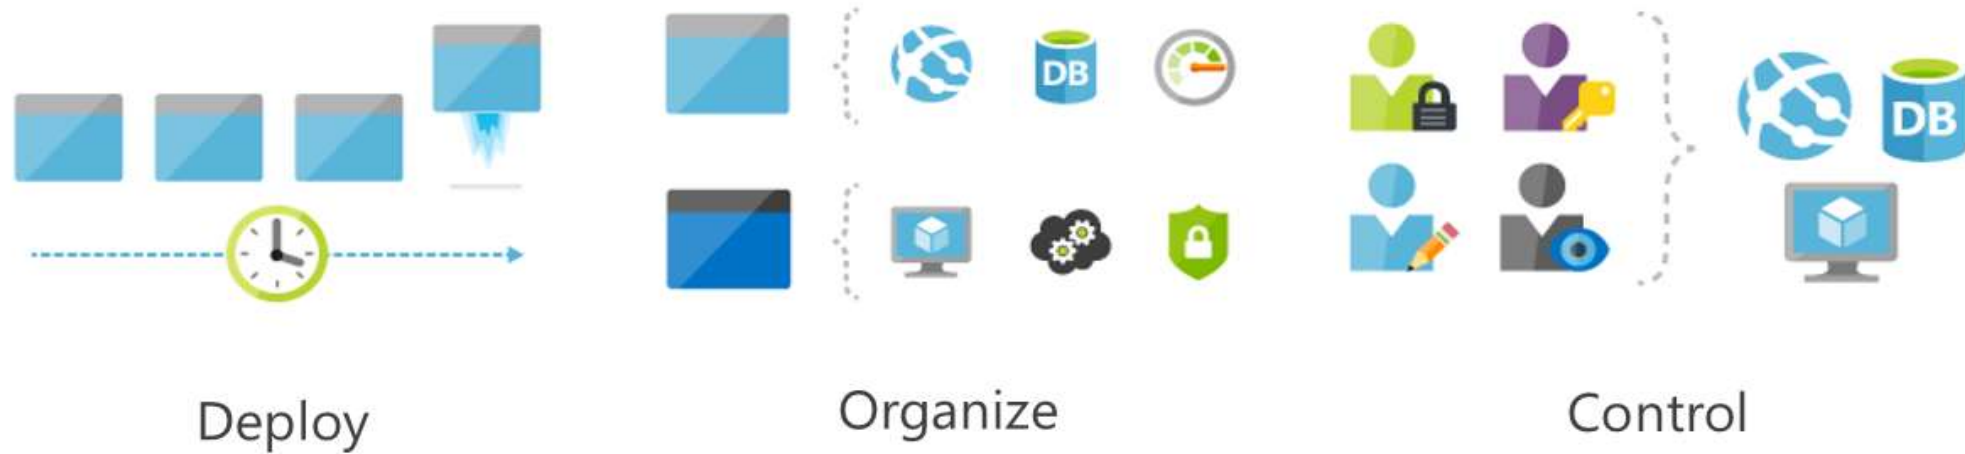 DB
DB
Deploy
Organize
Control